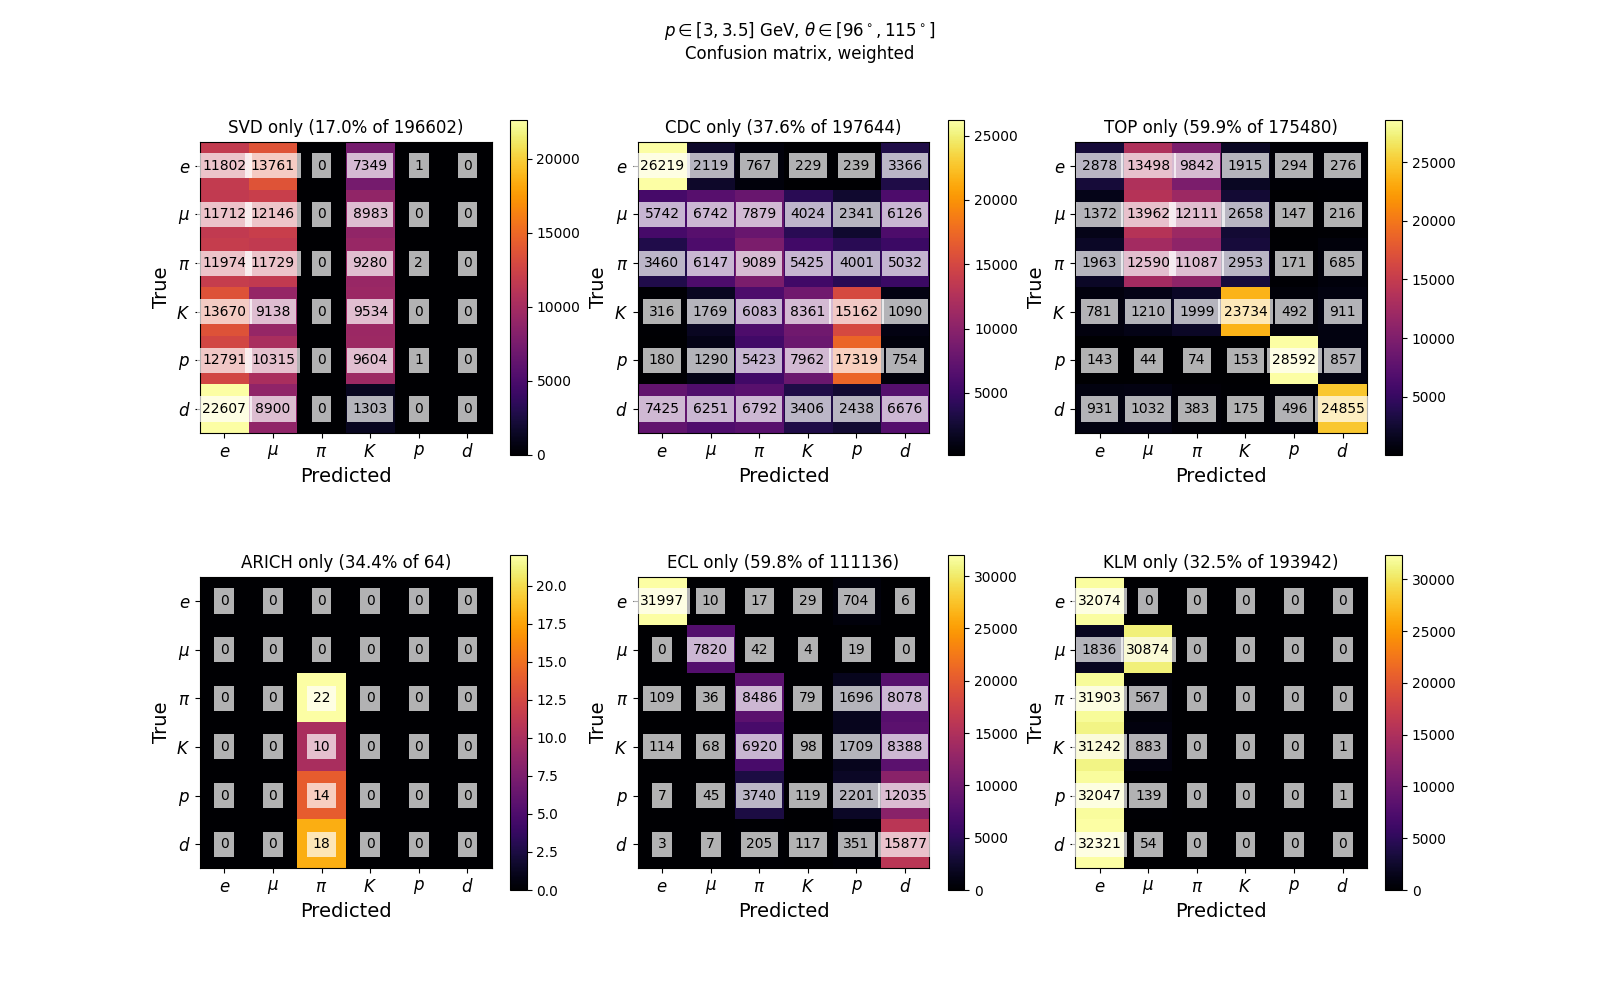 p ∈ [3, 3.5] GeV, θ ∈ [96°, 115°]
Confusion matrix, weighted
SVD only (17.0% of 196602)
True
e 11802 13761 0 7349 1 0
μ 11712 12146 0 8983 0 0
π 11974 11729 0 9280 2 0
K 13670 9138 0 9534 0 0
p 12791 10315 0 9604 1 0
d 22607 8900 0 1303 0 0
e μ π K p d
Predicted
20000
15000
10000
5000
0
CDC only (37.6% of 197644)
True
e 26219 2119 767 229 239 3366
μ 5742 6742 7879 4024 2341 6126
π 3460 6147 9089 5425 4001 5032
K 316 1769 6083 8361 15162 1090
p 180 1290 5423 7962 17319 754
d 7425 6251 6792 3406 2438 6676
e μ π K p d
Predicted
25000
20000
15000
10000
5000
TOP only (59.9% of 175480)
True
e 2878 13498 9842 1915 294 276
μ 1372 13962 12111 2658 147 216
π 1963 12590 11087 2953 171 685
K 781 1210 1999 23734 492 911
p 143 44 74 153 28592 857
d 931 1032 383 175 496 24855
e μ π K p d
Predicted
25000
20000
15000
10000
5000
ARICH only (34.4% of 64)
True
e 0 0 0 0 0 0
μ 0 0 0 0 0 0
π 0 0 22 0 0 0
K 0 0 10 0 0 0
p 0 0 14 0 0 0
d 0 0 18 0 0 0
e μ π K p d
Predicted
20.0
17.5
15.0
12.5
10.0
7.5
5.0
2.5
0.0
ECL only (59.8% of 111136)
True
e 31997 10 17 29 704 6
μ 0 7820 42 4 19 0
π 109 36 8486 79 1696 8078
K 114 68 6920 98 1709 8388
p 7 45 3740 119 2201 12035
d 3 7 205 117 351 15877
e μ π K p d
Predicted
30000
25000
20000
15000
10000
5000
0
KLM only (32.5% of 193942)
True
e 32074 0 0 0 0 0
μ 1836 30874 0 0 0 0
π 31903 567 0 0 0 0
K 31242 883 0 0 0 1
p 32047 139 0 0 0 1
d 32321 54 0 0 0 0
e μ π K p d
Predicted
30000
25000
20000
15000
10000
5000
0